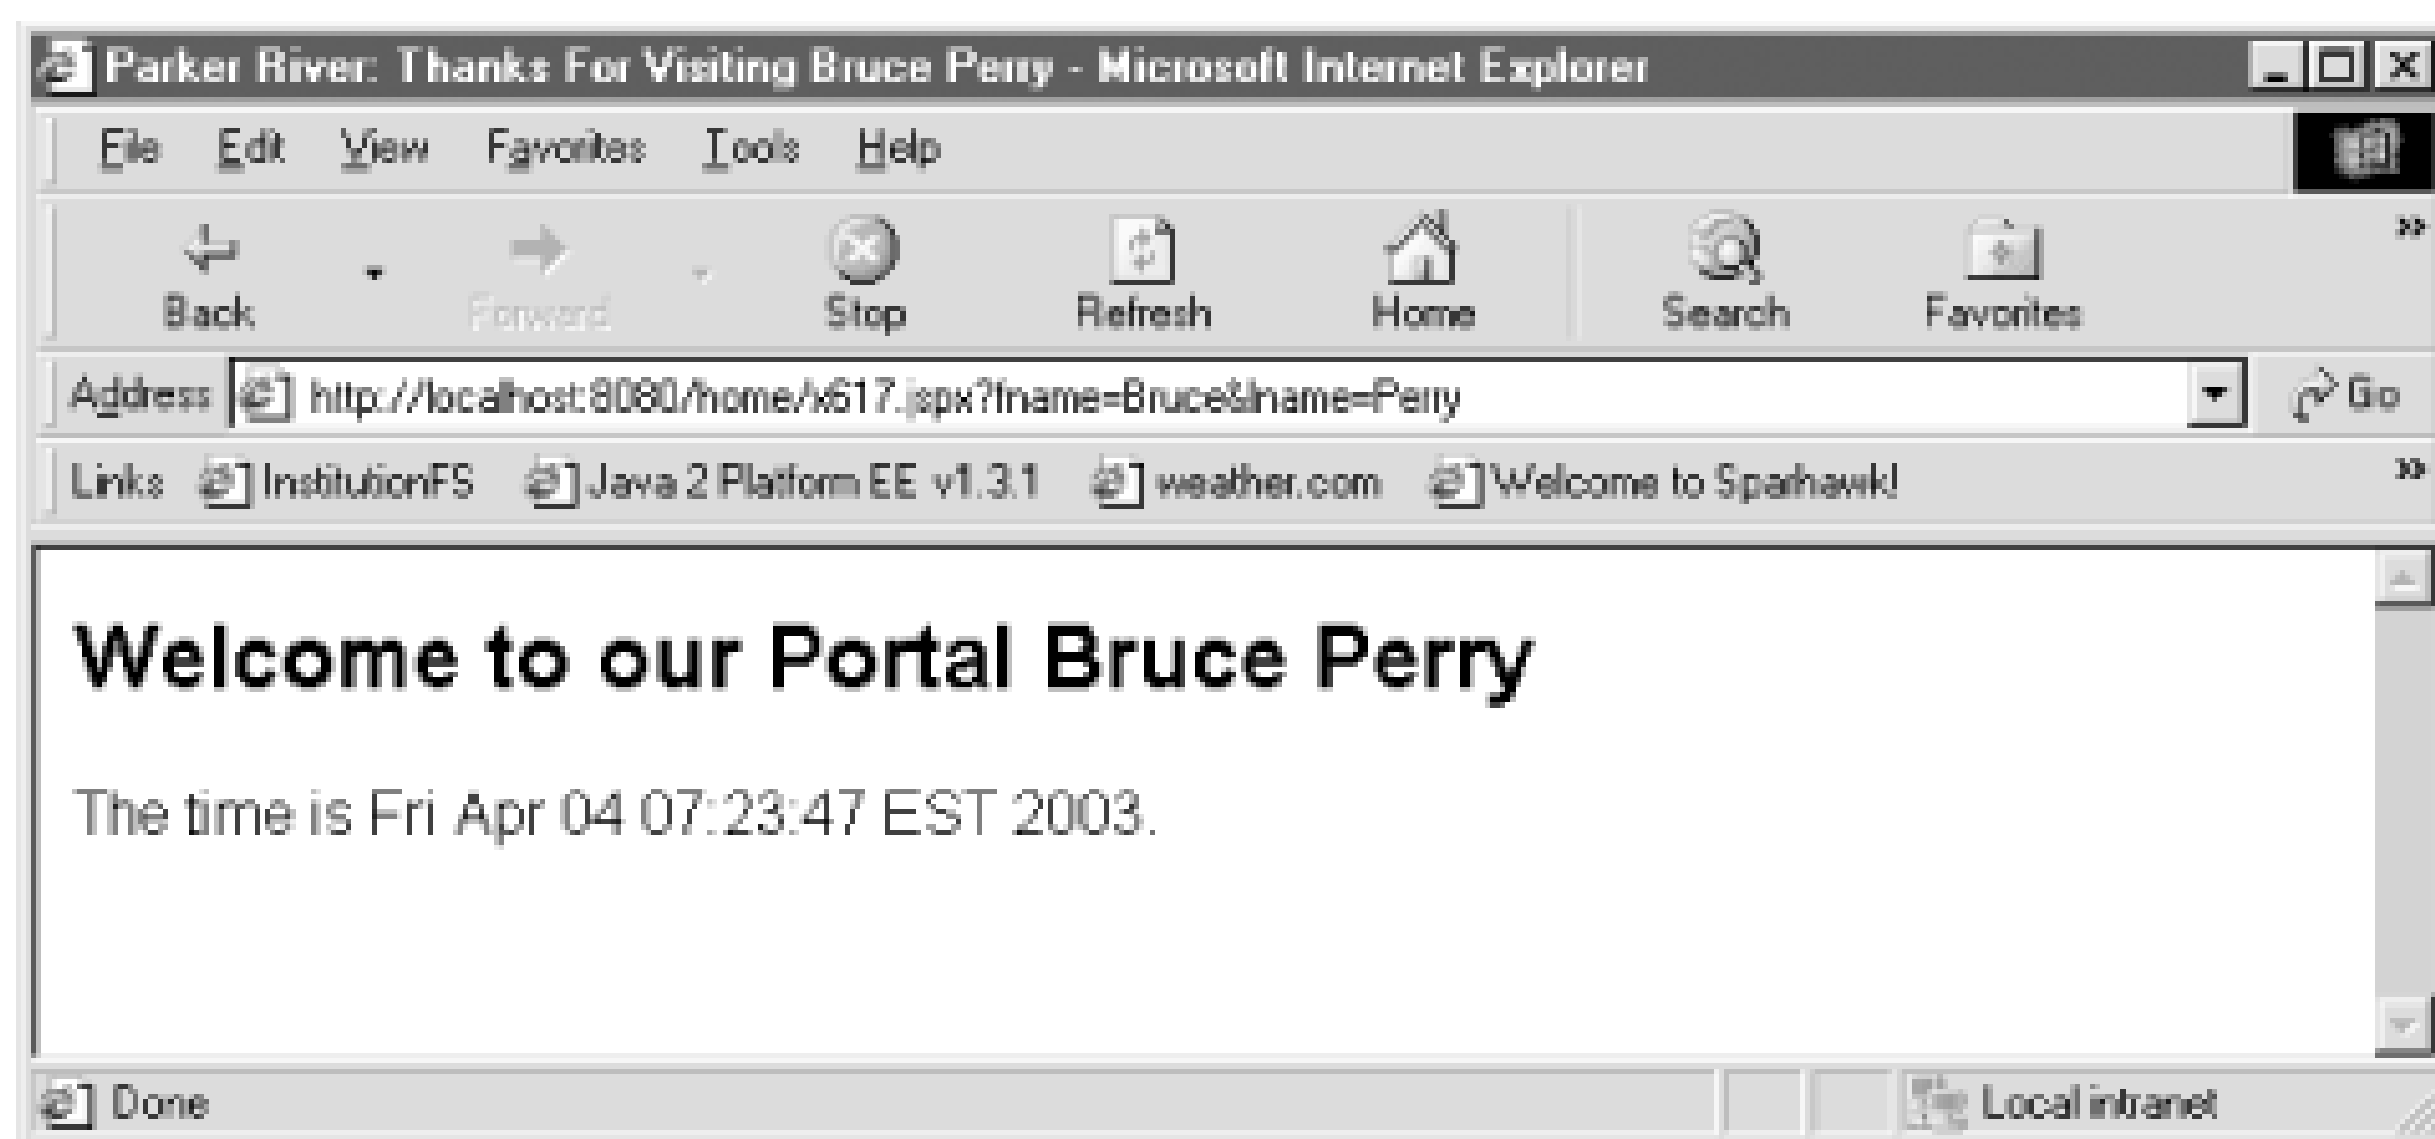 Parker River: Thanks For Visiting Bruce Perry - Microsoft Internet Explorer
File Edit View Favorites Tools Help
»
Back Forward Stop Refresh Home Search Favorites
Address http://localhost:8080/home/x617.jspx?fname=Bruce&lname=Perry Go
Links InstitutionFS Java 2 Platform EE v1.3.1 weather.com Welcome to Sparhawk! »
Welcome to our Portal Bruce Perry
The time is Fri Apr 04 07:23:47 EST 2003.
Done Local intranet